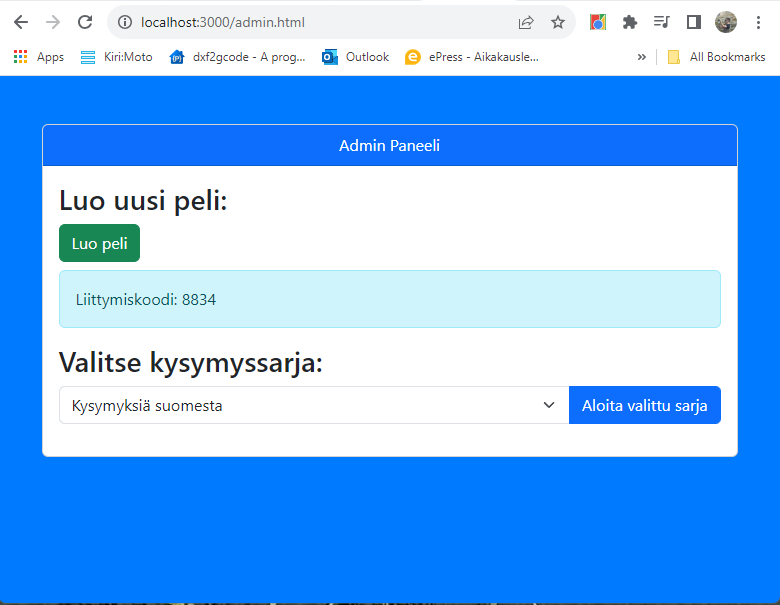 localhost:3000/admin.html
Apps Kiri:Moto dxf2gcode - A prog... Outlook ePress - Aikakausle... » All Bookmarks
Admin Paneeli
Luo uusi peli:
Luo peli
Liittymiskoodi: 8834
Valitse kysymyssarja:
Kysymyksiä suomesta Aloita valittu sarja